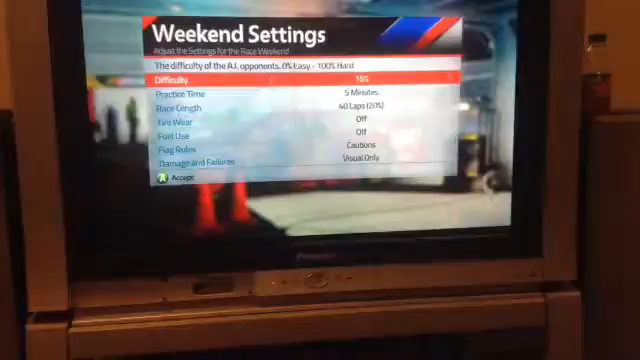 Weekend Settings
Adjust the Settings for the Race Weekend
The difficulty of the A.I. opponents. 0% Easy - 100% Hard
Difficulty 15%
Practice Time 5 Minutes
Race Length 40 Laps (20%)
Tire Wear Off
Fuel Use Off
Flag Rules Cautions
Damage and Failures Visual Only
A Accept